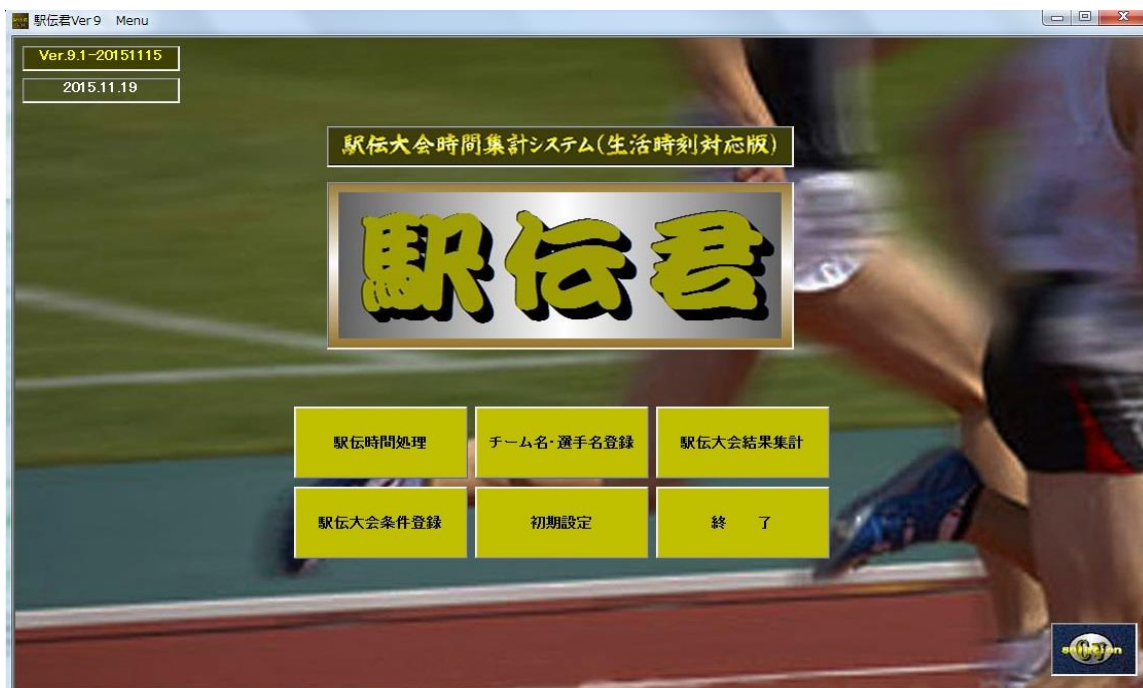 駅伝君Ver9 Menu
Ver.9.1-20151115
2015.11.19
駅伝大会時間集計システム(生活時刻対応版)
駅伝君
駅伝時間処理
チーム名・選手名登録
駅伝大会結果集計
駅伝大会条件登録
初期設定
終 了